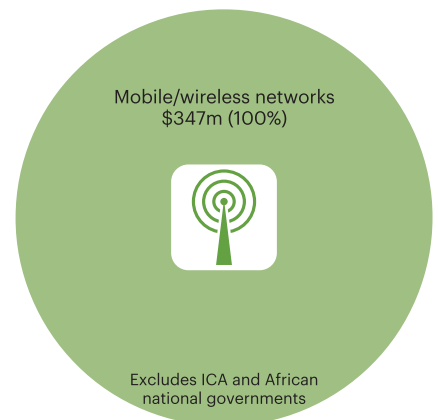 Mobile/wireless networks
$347m (100%)
Excludes ICA and African
national governments